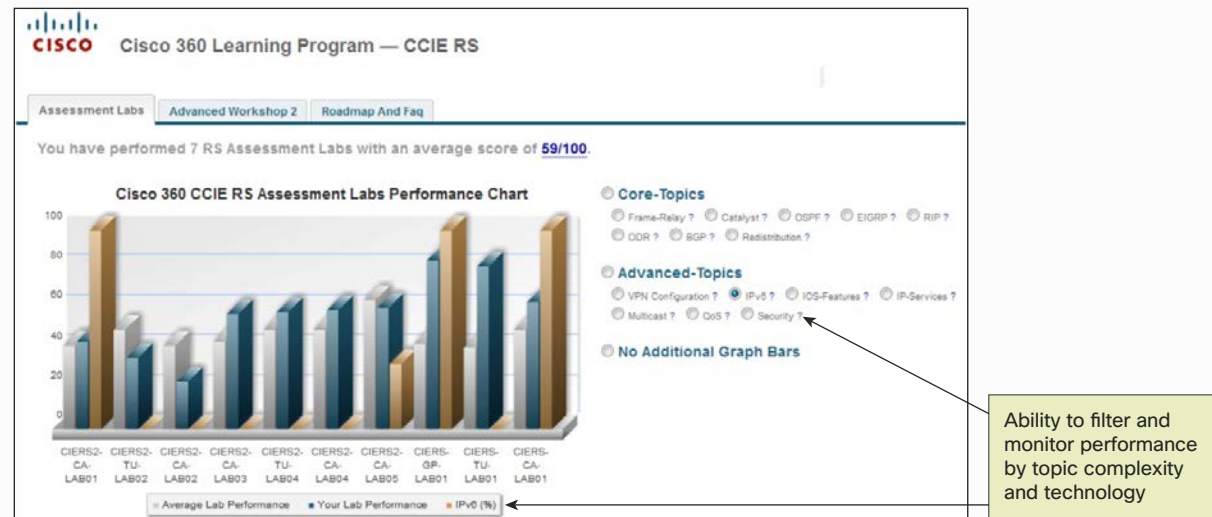 CISCO
Cisco 360 Learning Program — CCIE RS
Assessment Labs
Advanced Workshop 2
Roadmap And Faq
You have performed 7 RS Assessment Labs with an average score of 59/100.
Cisco 360 CCIE RS Assessment Labs Performance Chart
100
80
60
40
20
0
CIERS2-CA-LAB01
CIERS2-TU-LAB02
CIERS2-CA-LAB02
CIERS2-CA-LAB03
CIERS2-TU-LAB04
CIERS2-CA-LAB04
CIERS2-CA-LAB05
CIERS-GP-LAB01
CIERS-TU-LAB01
CIERS-CA-LAB01
Average Lab Performance Your Lab Performance IPv6 (%)
Core-Topics
Frame-Relay ? Catalyst ? OSPF ? EIGRP ? RIP ?
ODR ? BGP ? Redistribution ?
Advanced-Topics
VPN Configuration ? IPv6 ? IOS-Features ? IP-Services ?
Multicast ? QoS ? Security ?
No Additional Graph Bars
Ability to filter and
monitor performance
by topic complexity
and technology